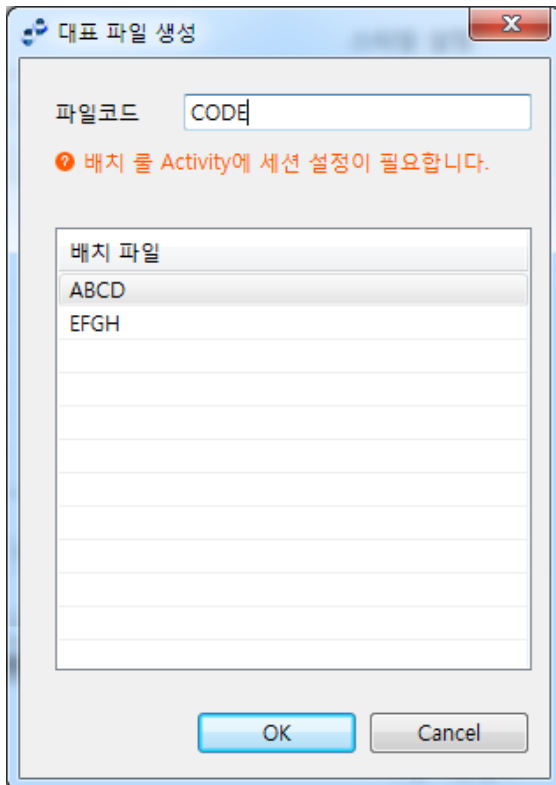 대표 파일 생성
파일코드 CODE
배치 룰 Activity에 세션 설정이 필요합니다.
배치 파일
ABCD
EFGH
OK Cancel